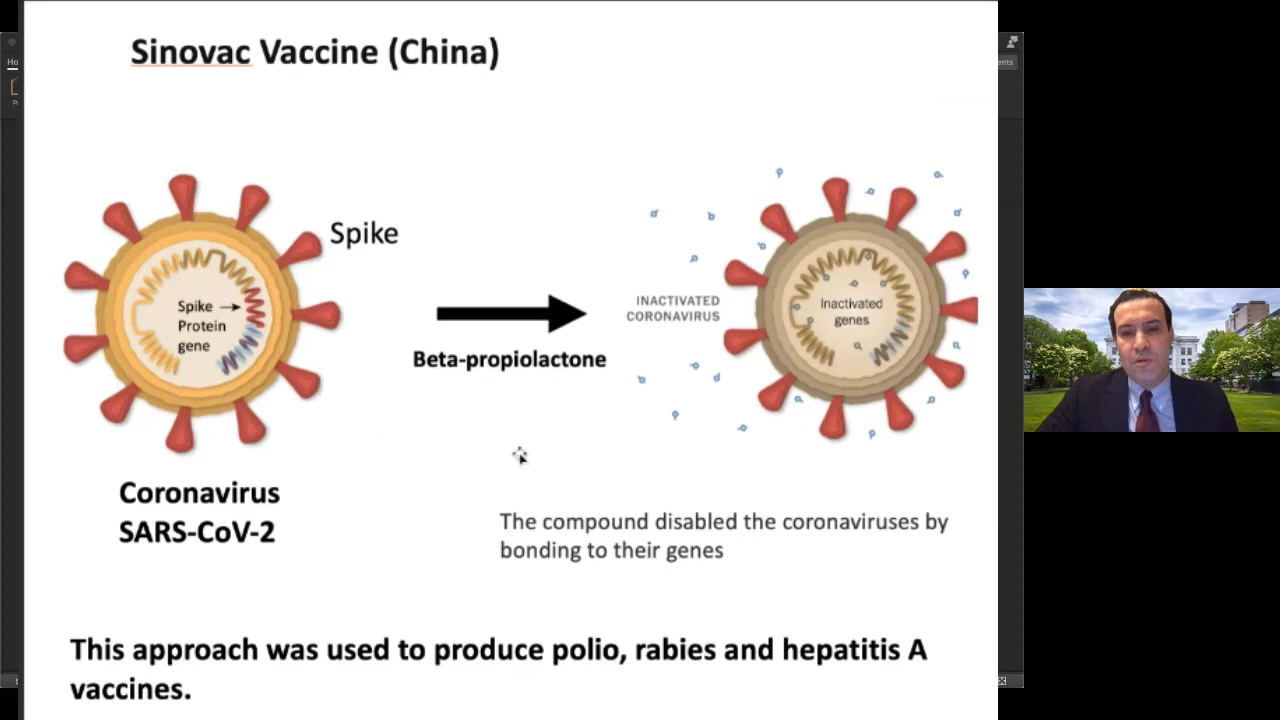 Sinovac Vaccine (China)
Ho
ents
Spike
Spike
Protein
gene
INACTIVATED
CORONAVIRUS
Inactivated
genes
Beta-propiolactone
Coronavirus
SARS-CoV-2
The compound disabled the coronaviruses by
bonding to their genes
This approach was used to produce polio, rabies and hepatitis A
vaccines.